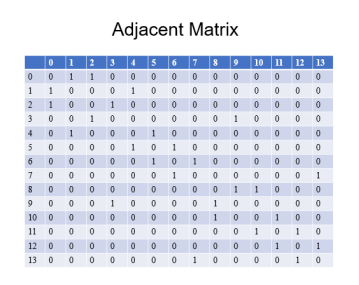 Adjacent Matrix
0 1 2 3 4 5 6 7 8 9 10 11 12 13
0 0 1 1 0 0 0 0 0 0 0 0 0 0 0
1 1 0 0 0 1 0 0 0 0 0 0 0 0 0
2 1 0 0 1 0 0 0 0 0 0 0 0 0 0
3 0 0 1 0 0 0 0 0 0 1 0 0 0 0
4 0 1 0 0 0 1 0 0 0 0 0 0 0 0
5 0 0 0 0 1 0 1 0 0 0 0 0 0 0
6 0 0 0 0 0 1 0 1 0 0 0 0 0 0
7 0 0 0 0 0 0 1 0 0 0 0 0 0 1
8 0 0 0 0 0 0 0 0 0 1 1 0 0 0
9 0 0 0 1 0 0 0 0 1 0 0 0 0 0
10 0 0 0 0 0 0 0 0 1 0 0 1 0 0
11 0 0 0 0 0 0 0 0 0 0 1 0 1 0
12 0 0 0 0 0 0 0 0 0 0 0 1 0 1
13 0 0 0 0 0 0 0 1 0 0 0 0 1 0